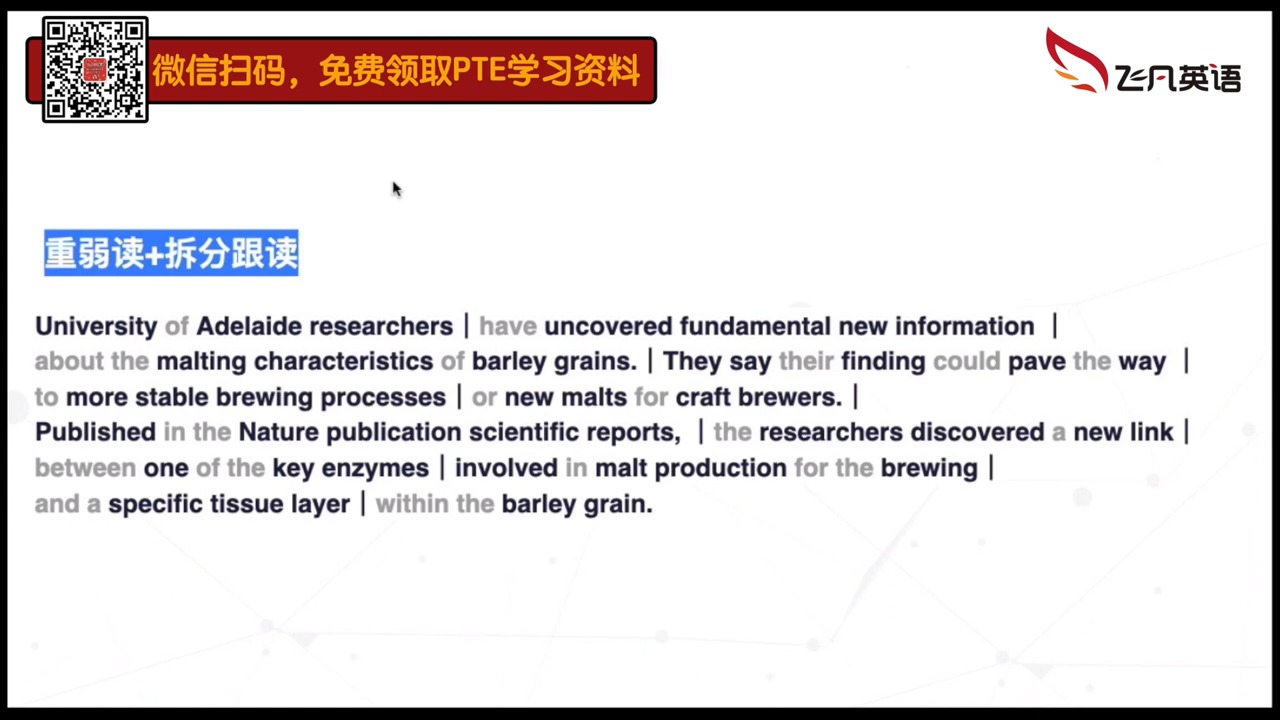 微信扫码，免费领取PTE学习资料
飞凡英语
重弱读+拆分跟读
University of Adelaide researchers | have uncovered fundamental new information |
about the malting characteristics of barley grains. | They say their finding could pave the way |
to more stable brewing processes | or new malts for craft brewers. |
Published in the Nature publication scientific reports, | the researchers discovered a new link |
between one of the key enzymes | involved in malt production for the brewing |
and a specific tissue layer | within the barley grain.